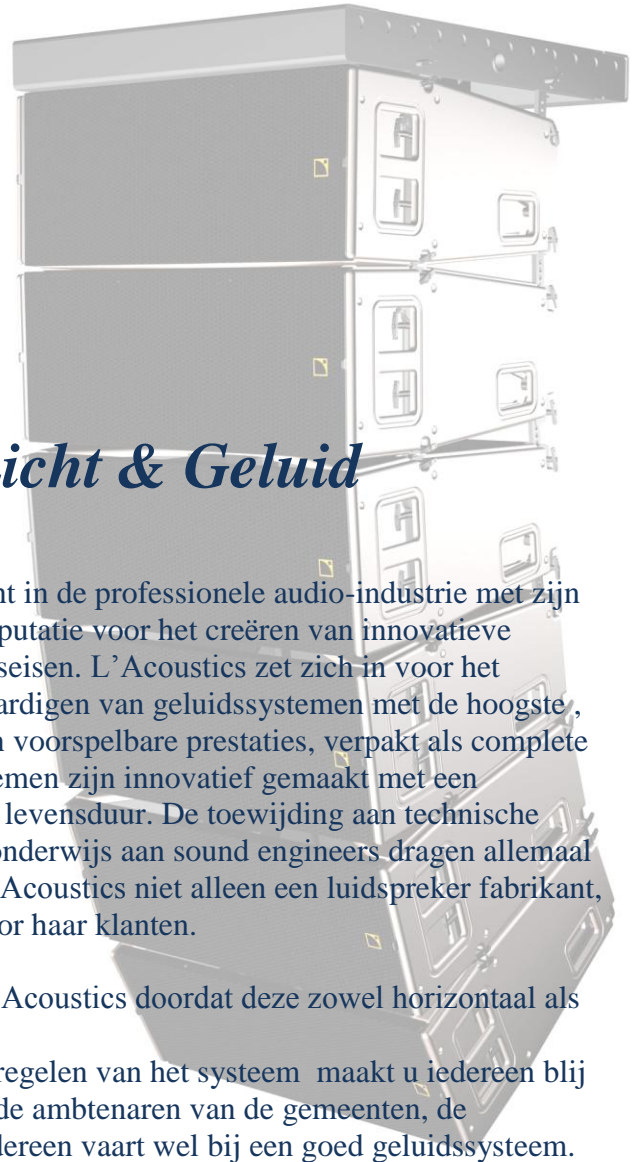 icht & Geluid
nt in de professionele audio-industrie met zijn
putatie voor het creëren van innovatieve
seisen. L’Acoustics zet zich in voor het
ardigen van geluidssystemen met de hoogste ,
n voorspelbare prestaties, verpakt als complete
emen zijn innovatief gemaakt met een
levensduur. De toewijding aan technische
onderwijs aan sound engineers dragen allemaal
Acoustics niet alleen een luidspreker fabrikant,
or haar klanten.
Acoustics doordat deze zowel horizontaal als
regelen van het systeem  maakt u iedereen blij
de ambtenaren van de gemeenten, de
dereen vaart wel bij een goed geluidssysteem.